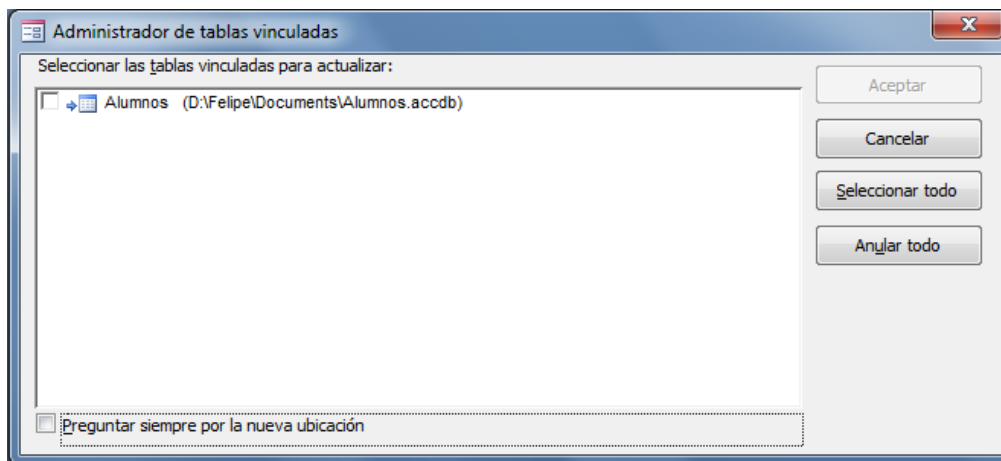 Administrador de tablas vinculadas
Seleccionar las tablas vinculadas para actualizar:
Alumnos (D:\Felipe\Documents\Alumnos.accdb)
Aceptar
Cancelar
Seleccionar todo
Anular todo
Preguntar siempre por la nueva ubicación